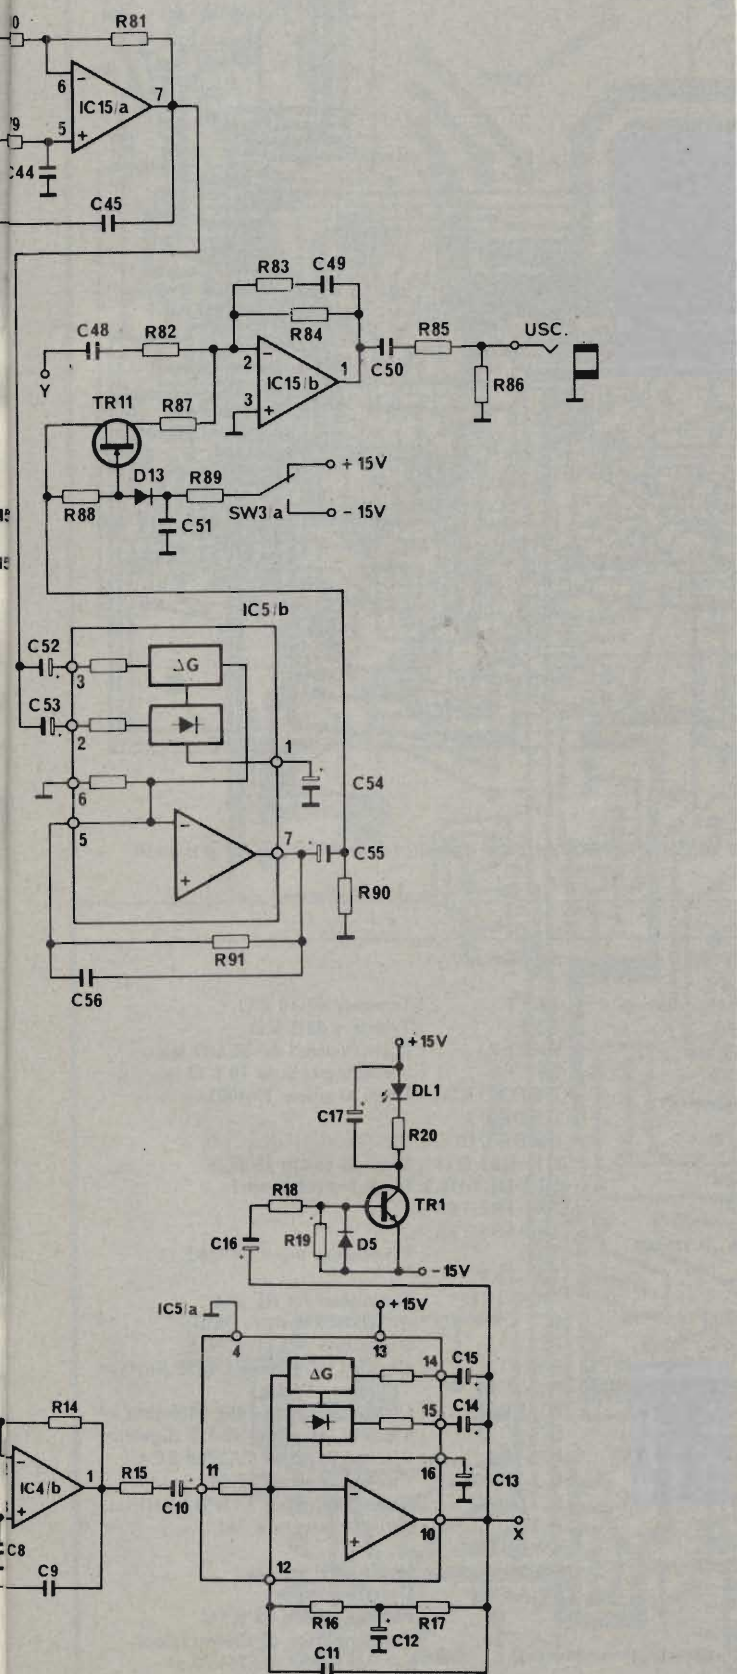 R81
6
−
IC15/a
7
5
+
C45
R83 C49
C48 R82
R84
R85
USC.
2
−
1
C50
IC15/b
Y
3
+
R86
TR11
R87
D13 R89
+15V
R88
C51
SW3a
−15V
IC5/b
C52
3
ΔG
C53
2
1
6
C54
5
−
7
+
C55
R90
R91
C56
+15V
C17
DL1
R20
R18
TR1
C16
R19
D5
−15V
IC5/a
+15V
4
13
14
C15
ΔG
15
C14
R14
16
11
C13
−
1
IC4/b
R15
C10
−
+
10
X
+
12
C8
C9
R16
R17
C12
C11